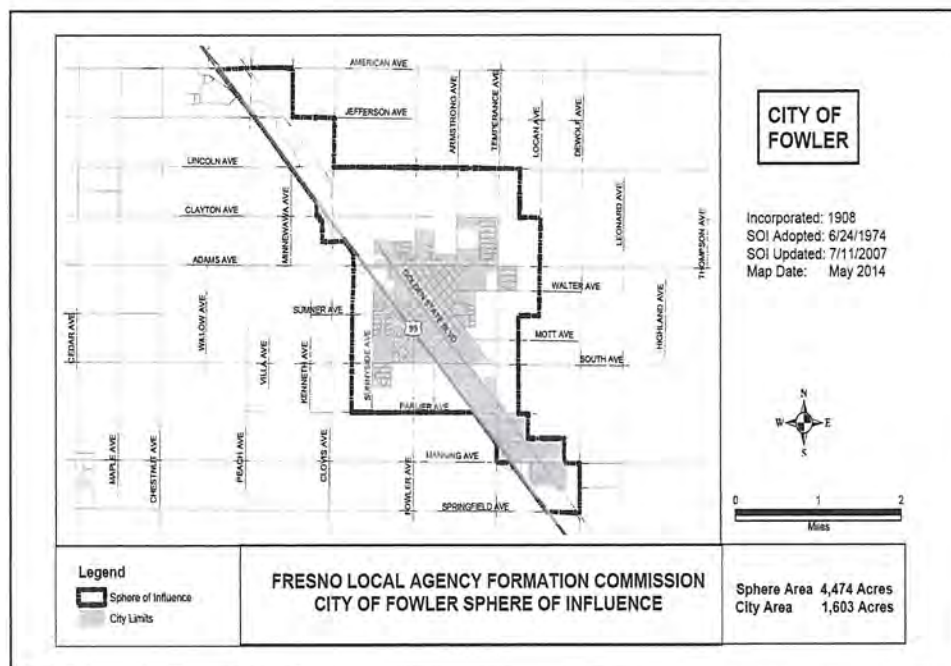 AMERICAN AVE
JEFFERSON AVE
LINCOLN AVE
CLAYTON AVE
ADAMS AVE
SUMNER AVE
WALTER AVE
MOTT AVE
SOUTH AVE
PARLIER AVE
MANNING AVE
SPRINGFIELD AVE
CEDAR AVE
MAPLE AVE
CHESTNUT AVE
WILLOW AVE
PEACH AVE
VILLA AVE
MINNEWAWA AVE
KENNETH AVE
CLOVIS AVE
SUNNYSIDE AVE
FOWLER AVE
GOLDEN STATE BLVD
99
ARMSTRONG AVE
TEMPERANCE AVE
LOCAN AVE
DEWOLF AVE
LEONARD AVE
HIGHLAND AVE
THOMPSON AVE
CITY OF
FOWLER
Incorporated: 1908
SOI Adopted: 6/24/1974
SOI Updated: 7/11/2007
Map Date: May 2014
N
W E
S
0 1 2
Miles
Legend
Sphere of Influence
City Limits
FRESNO LOCAL AGENCY FORMATION COMMISSION
CITY OF FOWLER SPHERE OF INFLUENCE
Sphere Area 4,474 Acres
City Area 1,603 Acres